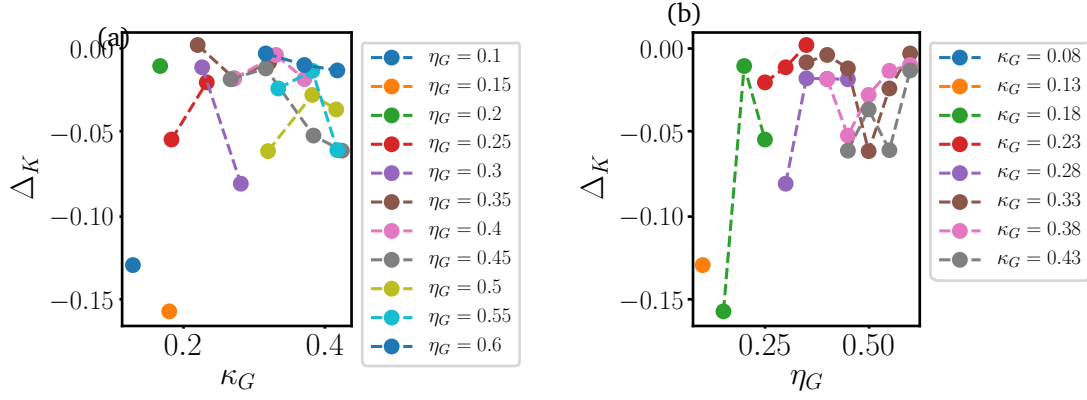 (a)
0.00
−0.05
−0.10
−0.15
Δ_K
0.2
0.4
κ_G
η_G = 0.1
η_G = 0.15
η_G = 0.2
η_G = 0.25
η_G = 0.3
η_G = 0.35
η_G = 0.4
η_G = 0.45
η_G = 0.5
η_G = 0.55
η_G = 0.6
(b)
0.00
−0.05
−0.10
−0.15
Δ_K
0.25
0.50
η_G
κ_G = 0.08
κ_G = 0.13
κ_G = 0.18
κ_G = 0.23
κ_G = 0.28
κ_G = 0.33
κ_G = 0.38
κ_G = 0.43